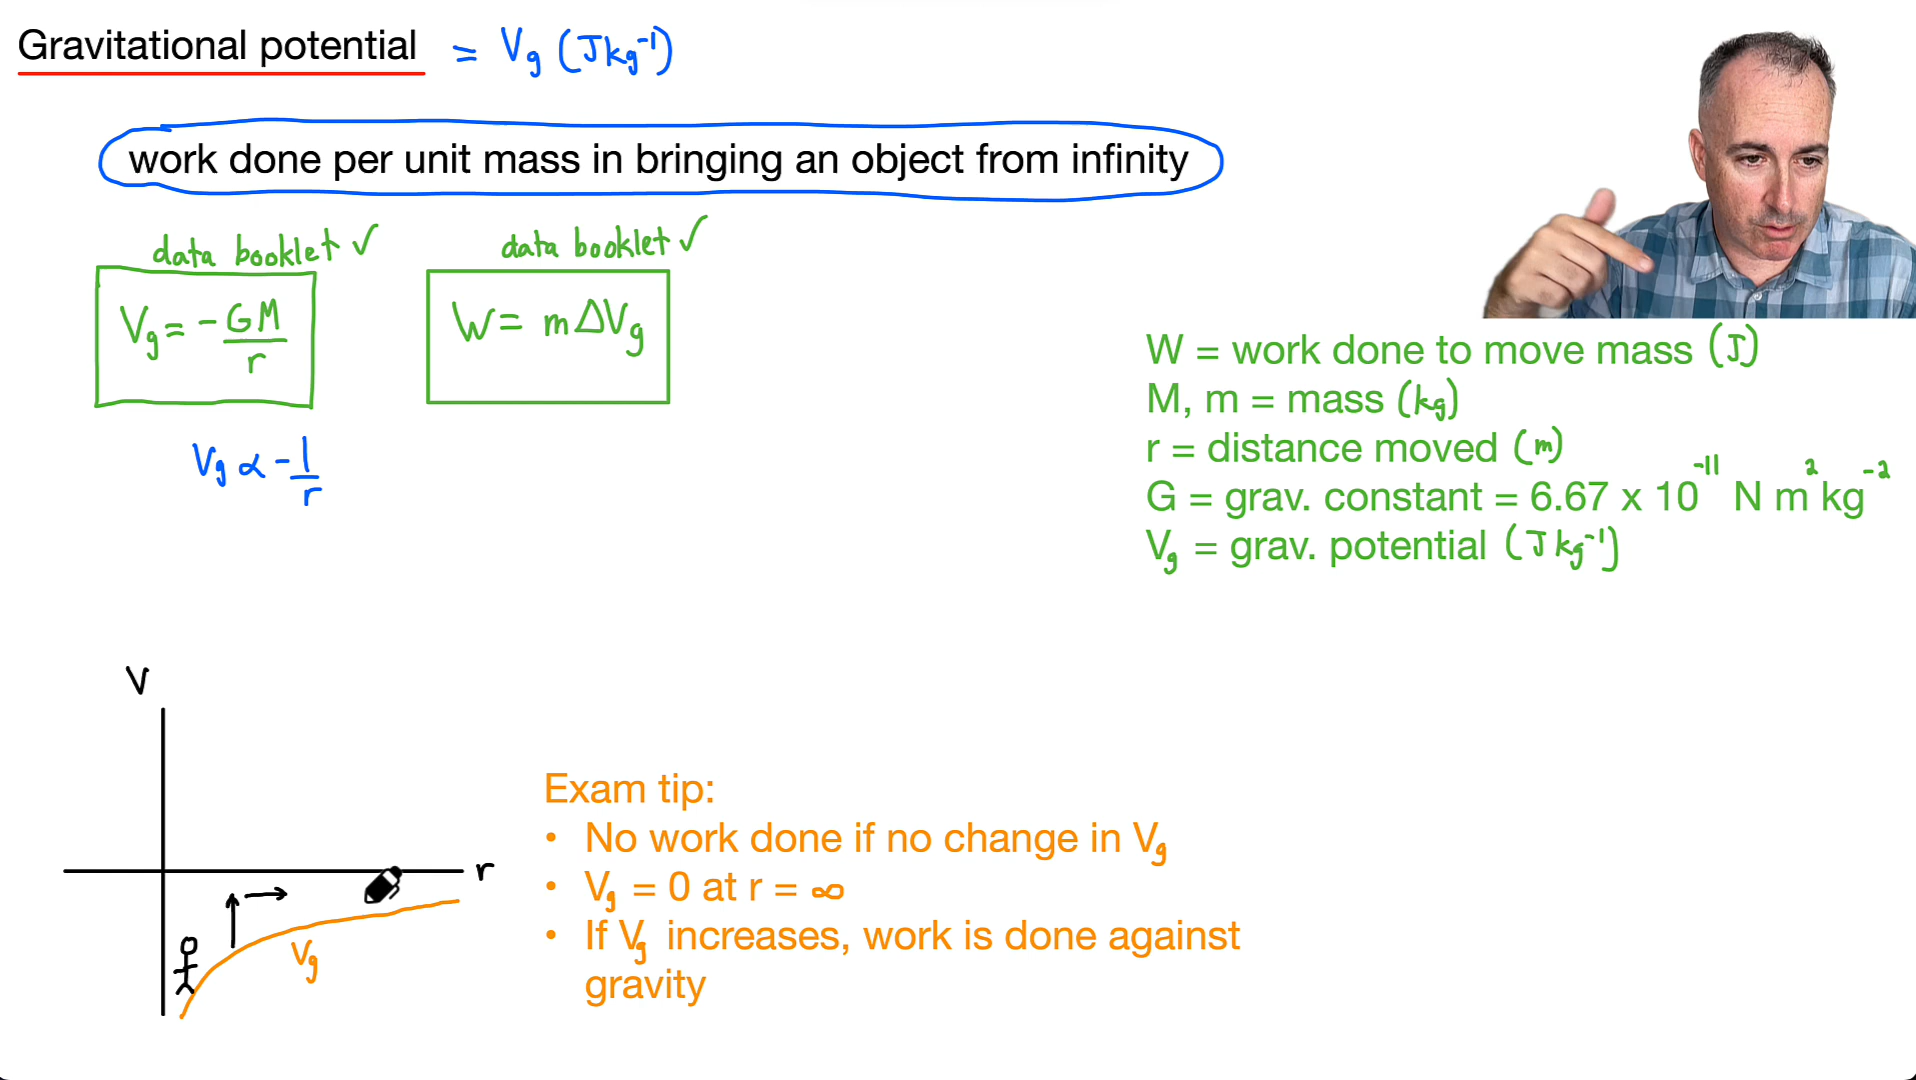 Gravitational potential = Vg (Jkg⁻¹)
work done per unit mass in bringing an object from infinity
data booklet ✓
Vg = -GM/r
data booklet ✓
W = mΔVg
Vg ∝ -1/r
W = work done to move mass (J)
M, m = mass (kg)
r = distance moved (m)
G = grav. constant = 6.67 x 10⁻¹¹ N m²kg⁻²
Vg = grav. potential (Jkg⁻¹)
V
r
Vg
Exam tip:
• No work done if no change in Vg
• Vg = 0 at r = ∞
• If Vg increases, work is done against
gravity